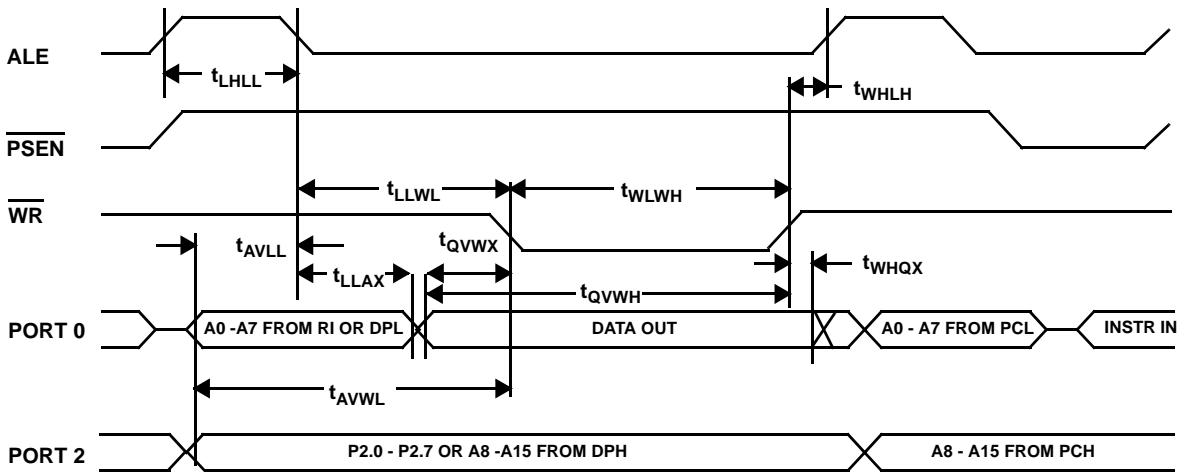 ALE
tLHLL
tWHLH
PSEN
tLLWL
tWLWH
WR
tAVLL
tQVWX
tLLAX
tWHQX
tQVWH
PORT 0
A0 -A7 FROM RI OR DPL
DATA OUT
A0 - A7 FROM PCL
INSTR IN
tAVWL
PORT 2
P2.0 - P2.7 OR A8 -A15 FROM DPH
A8 - A15 FROM PCH